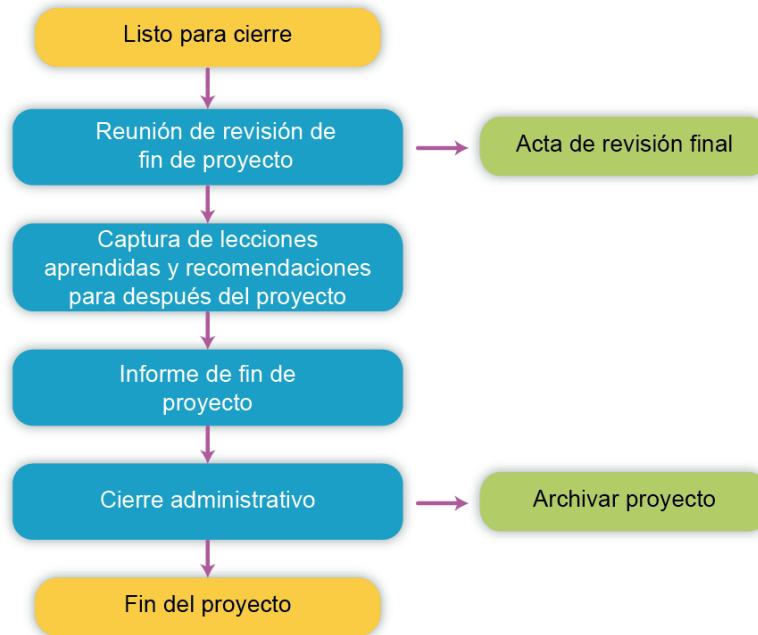 Listo para cierre
Reunión de revisión de
fin de proyecto
Acta de revisión final
Captura de lecciones
aprendidas y recomendaciones
para después del proyecto
Informe de fin de
proyecto
Cierre administrativo
Archivar proyecto
Fin del proyecto